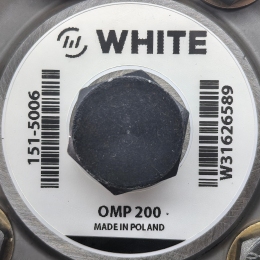 WHITE
151-5006
W31626589
OMP 200
MADE IN POLAND